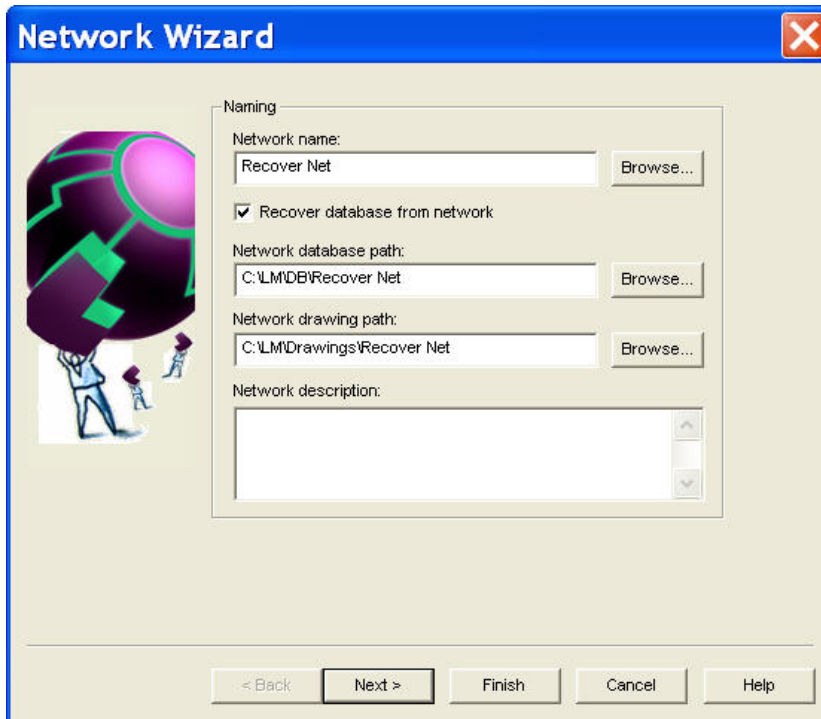 Network Wizard
Naming
Network name:
Recover Net
Browse...
Recover database from network
Network database path:
C:\LM\DB\Recover Net
Browse...
Network drawing path:
C:\LM\Drawings\Recover Net
Browse...
Network description:
< Back
Next >
Finish
Cancel
Help